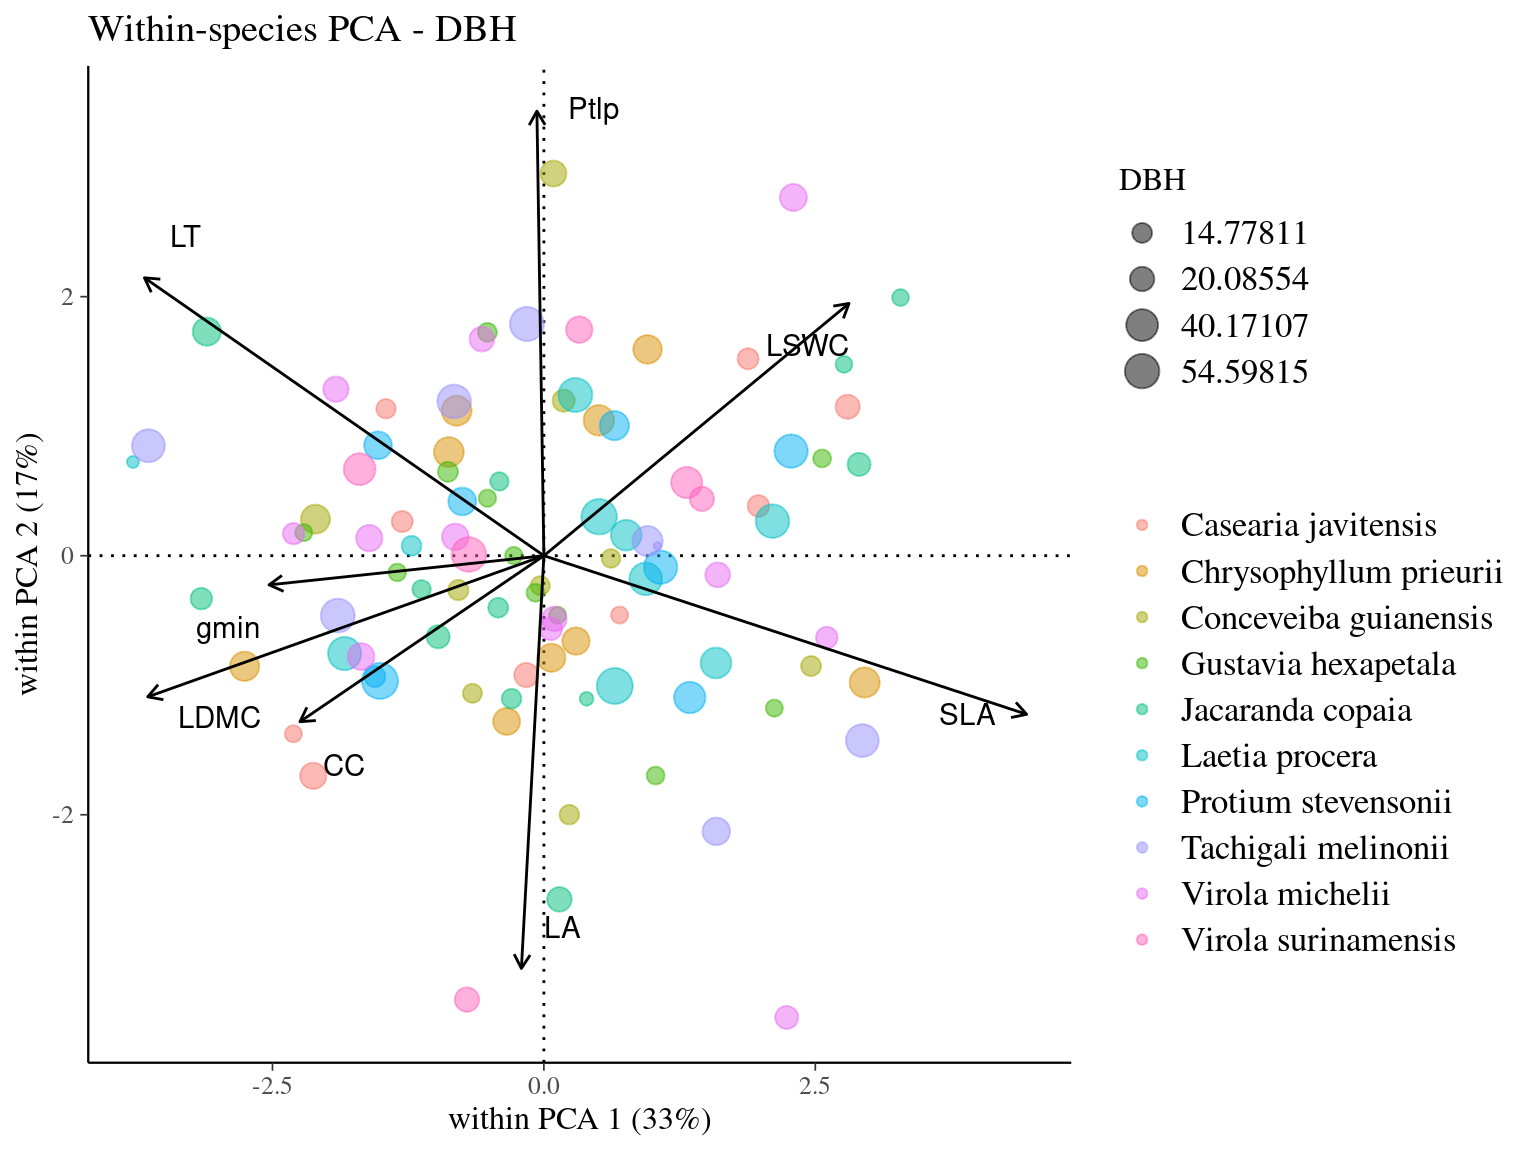 Within-species PCA - DBH
Ptlp
LT
LSWC
gmin
LDMC
CC
SLA
LA
2
0
-2
-2.5
0.0
2.5
within PCA 1 (33%)
within PCA 2 (17%)
DBH
14.77811
20.08554
40.17107
54.59815
Casearia javitensis
Chrysophyllum prieurii
Conceveiba guianensis
Gustavia hexapetala
Jacaranda copaia
Laetia procera
Protium stevensonii
Tachigali melinonii
Virola michelii
Virola surinamensis